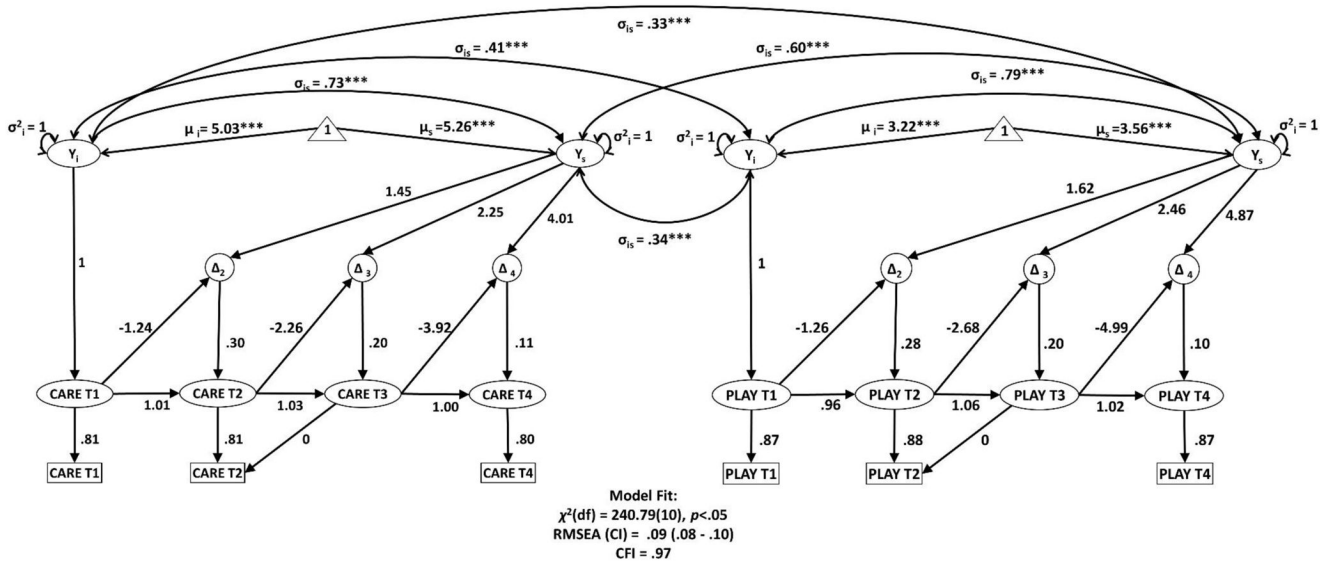 σis = .33***
σis = .41***
σis = .60***
σis = .73***
σis = .79***
σ²i = 1
μ i= 5.03***
1
μs =5.26***
σ²i = 1
σ²i = 1
μ i= 3.22***
1
μs =3.56***
σ²i = 1
Yi
Ys
Yi
Ys
1.45
2.25
4.01
1.62
2.46
4.87
σis = .34***
1
Δ2
Δ 3
Δ 4
1
Δ2
Δ 3
Δ 4
-1.24
.30
-2.26
.20
-3.92
.11
-1.26
.28
-2.68
.20
-4.99
.10
CARE T1
1.01
CARE T2
1.03
CARE T3
1.00
CARE T4
PLAY T1
.96
PLAY T2
1.06
PLAY T3
1.02
PLAY T4
.81
.81
0
.80
.87
.88
0
.87
CARE T1
CARE T2
CARE T4
PLAY T1
PLAY T2
PLAY T4
Model Fit:
χ²(df) = 240.79(10), p<.05
RMSEA (CI) = .09 (.08 - .10)
CFI = .97